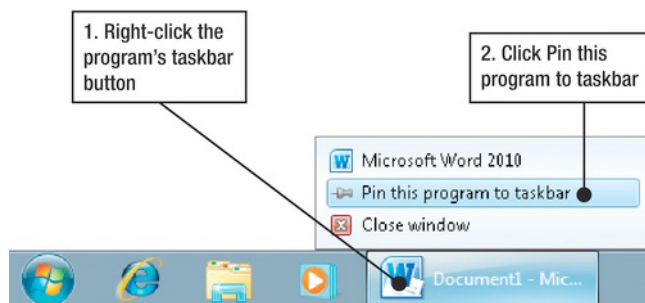 1. Right-click the
program's taskbar
button
2. Click Pin this
program to taskbar
W Microsoft Word 2010
Pin this program to taskbar
Close window
W Document1 - Mic...